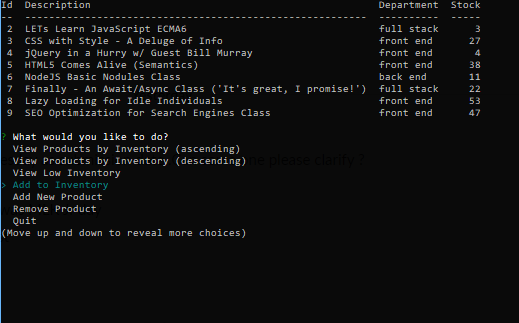 Id Description Department Stock
-- --------------------------------------------------------- ---------- -----
2 LETs Learn JavaScript ECMA6 full stack 3
3 CSS with Style - A Deluge of Info front end 27
4 jQuery in a Hurry w/ Guest Bill Murray front end 4
5 HTML5 Comes Alive (Semantics) front end 38
6 NodeJS Basic Nodules Class back end 11
7 Finally - An Await/Async Class ('It's great, I promise!') full stack 22
8 Lazy Loading for Idle Individuals front end 53
9 SEO Optimization for Search Engines Class front end 47
? What would you like to do?
View Products by Inventory (ascending)
View Products by Inventory (descending) me please clarify ?
View Low Inventory
> Add to Inventory
Add New Product
Remove Product
Quit
(Move up and down to reveal more choices)